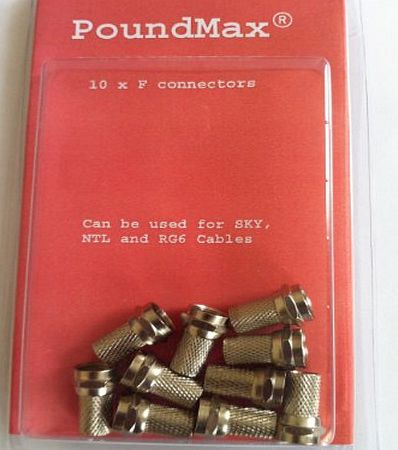 PoundMax®
10 x F connectors
Can be used for SKY,
NTL and RG6 Cables